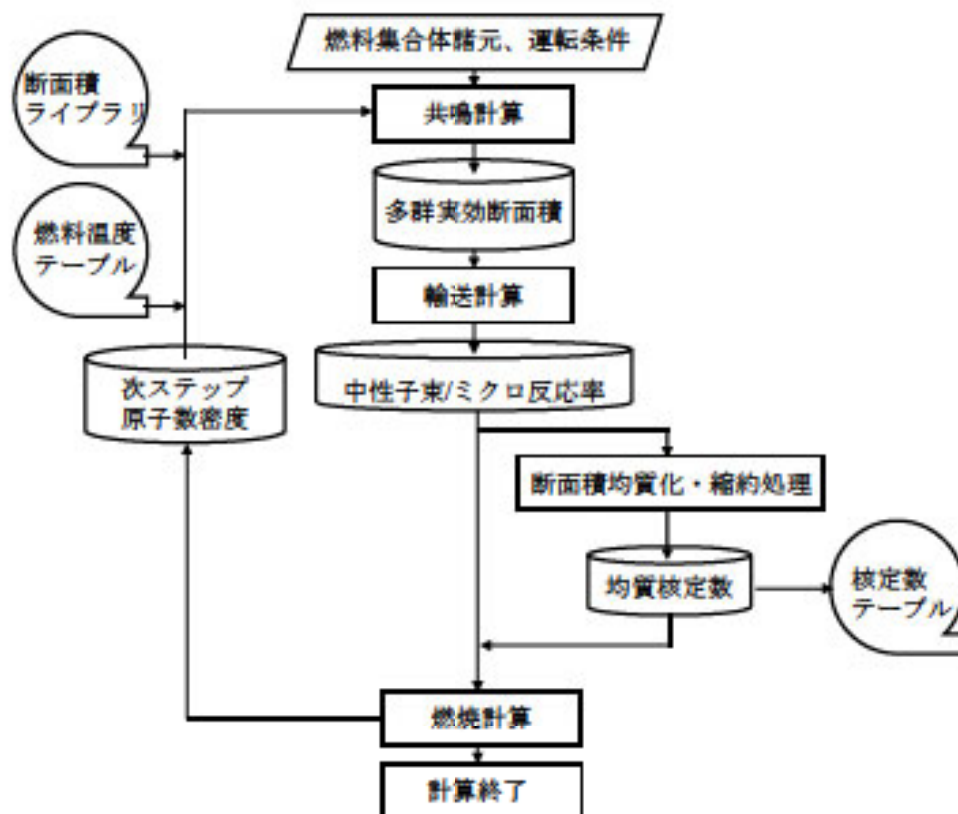 燃料集合体諸元、運転条件
断面積
ライブラリ
共鳴計算
多群実効断面積
燃料温度
テーブル
輸送計算
次ステップ
原子数密度
中性子束/ミクロ反応率
断面積均質化・縮約処理
均質核定数
核定数
テーブル
燃焼計算
計算終了